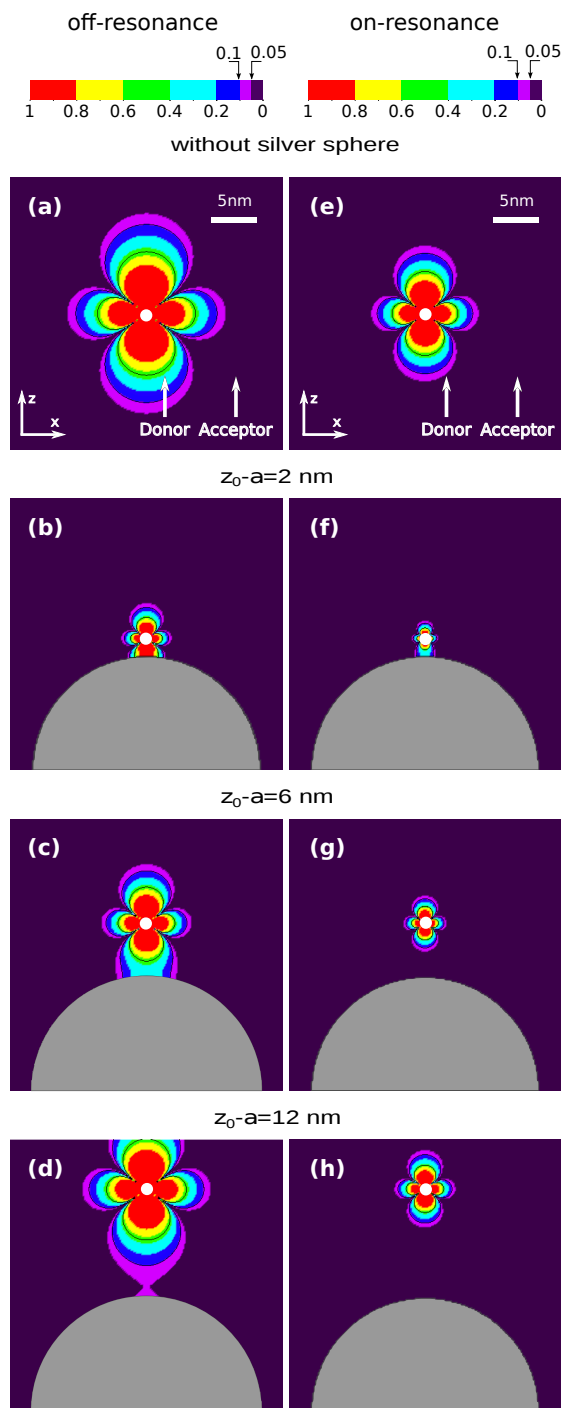 off-resonance on-resonance
0.1 0.05 0.1 0.05
1 0.8 0.6 0.4 0.2 0 1 0.8 0.6 0.4 0.2 0
without silver sphere
(a) 5nm (e) 5nm
z z
x x
Donor Acceptor Donor Acceptor
z₀-a=2 nm
(b) (f)
z₀-a=6 nm
(c) (g)
z₀-a=12 nm
(d) (h)